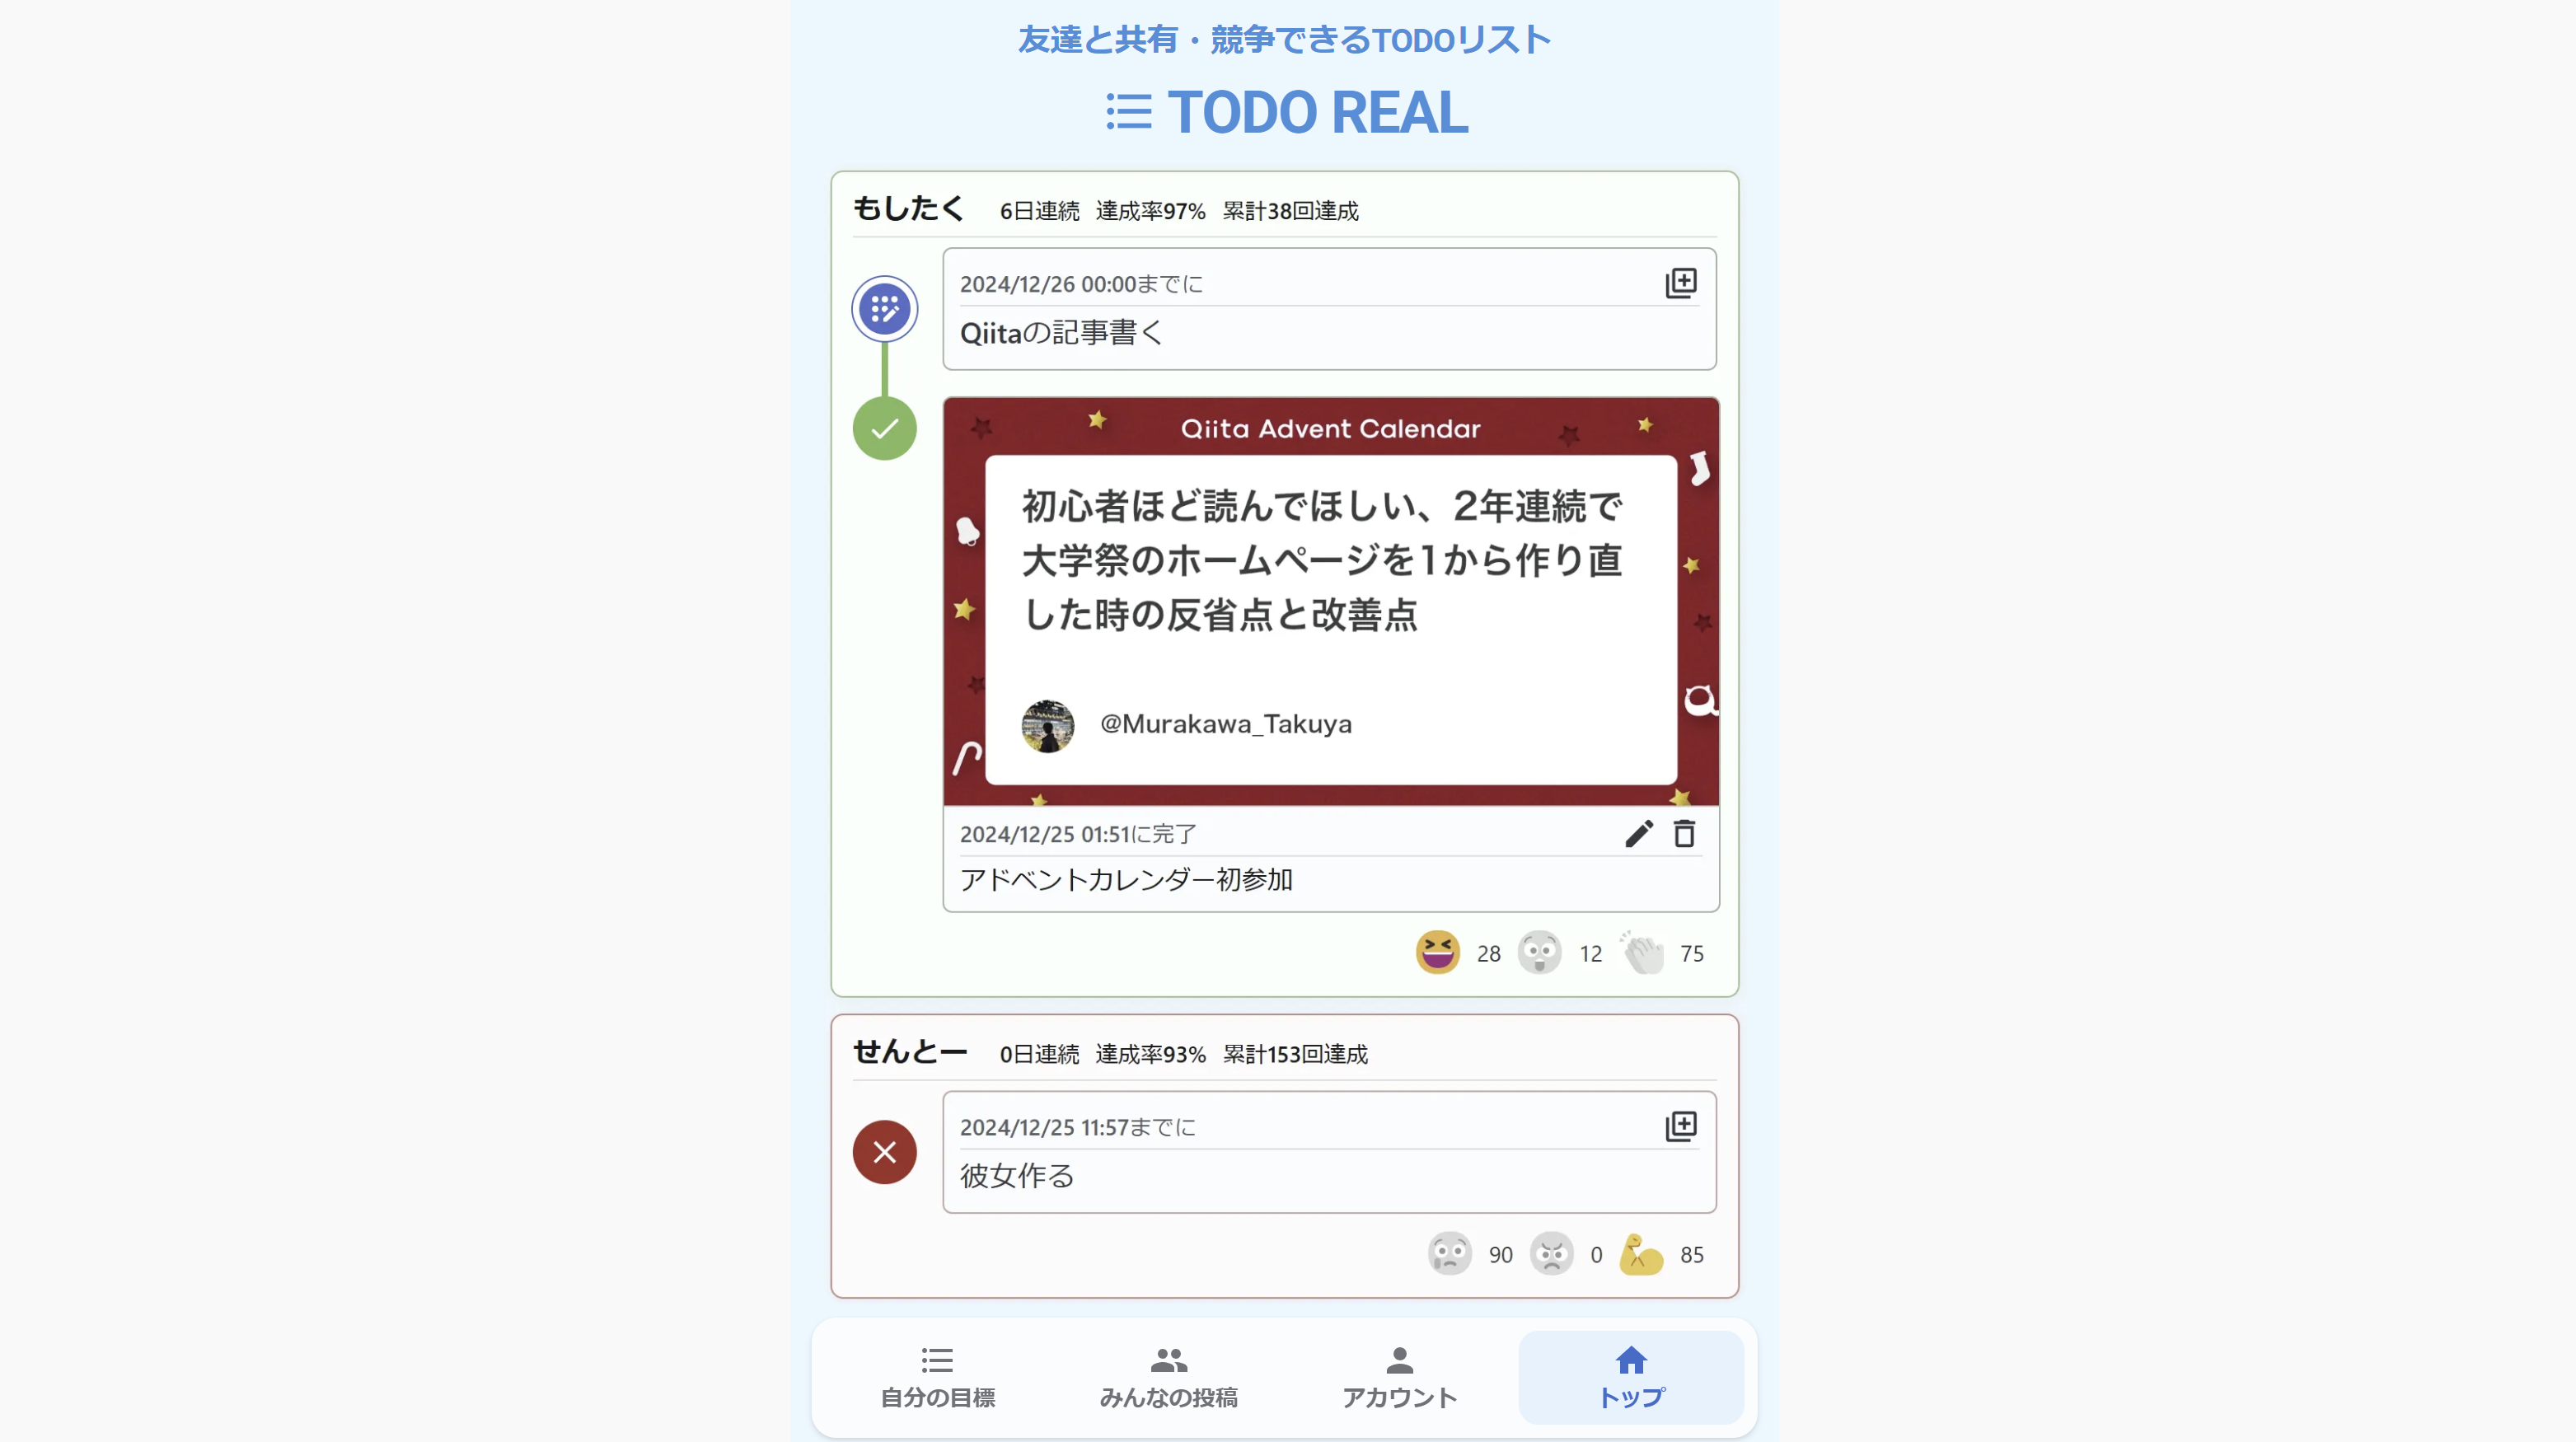 友達と共有・競争できるTODOリスト
TODO REAL
もしたく 6日連続 達成率97% 累計38回達成
2024/12/26 00:00までに
Qiitaの記事書く
Qiita Advent Calendar
初心者ほど読んでほしい、2年連続で
大学祭のホームページを1から作り直
した時の反省点と改善点
@Murakawa_Takuya
2024/12/25 01:51に完了
アドベントカレンダー初参加
28 12 75
せんとー 0日連続 達成率93% 累計153回達成
2024/12/25 11:57までに
彼女作る
90 0 85
自分の目標 みんなの投稿 アカウント トップ